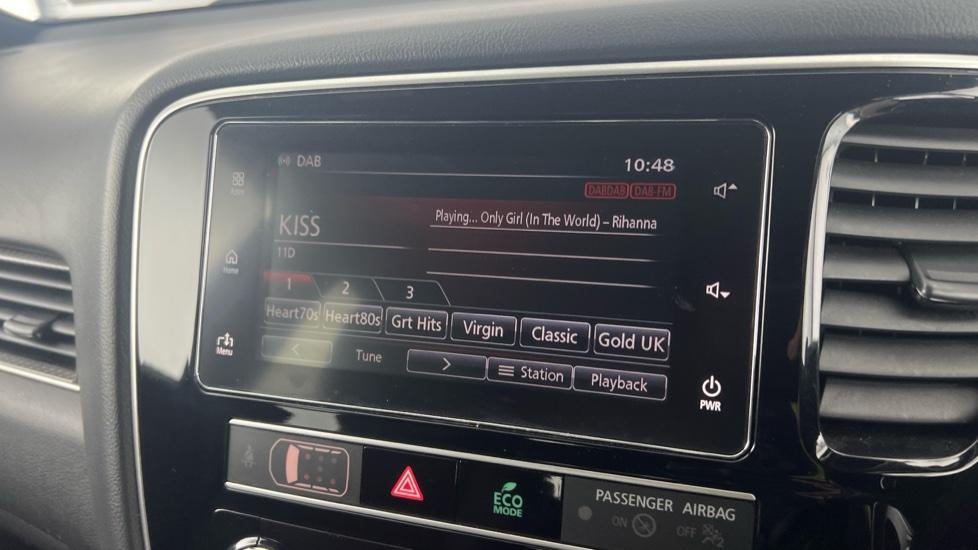 DAB 10:48
DABDAB DAB-FM
Apps
KISS
Playing... Only Girl (In The World) – Rihanna
11D
Home
1 2 3
Heart70s Heart80s Grt Hits Virgin Classic Gold UK
Menu
< Tune > Station Playback
PWR
ECO
MODE
PASSENGER AIRBAG
ON OFF
2